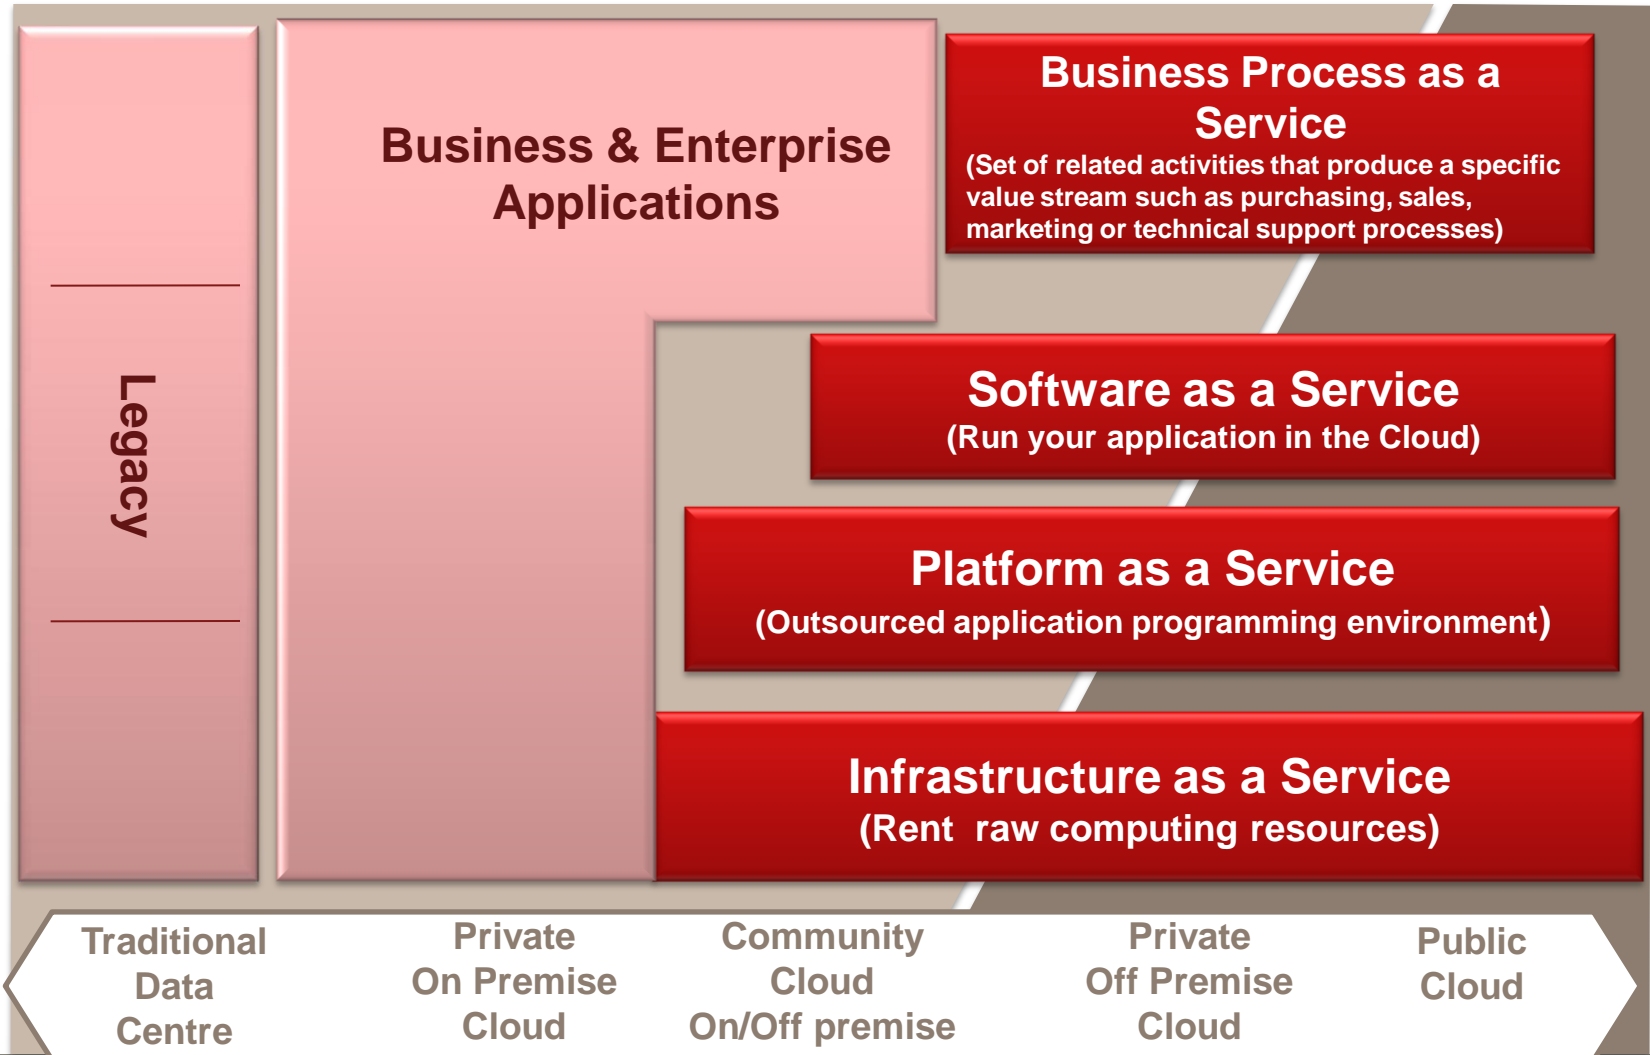 Legacy
Business & Enterprise
Applications
Business Process as a
Service
(Set of related activities that produce a specific
value stream such as purchasing, sales,
marketing or technical support processes)
Software as a Service
(Run your application in the Cloud)
Platform as a Service
(Outsourced application programming environment)
Infrastructure as a Service
(Rent  raw computing resources)
Traditional
Data
Centre
Private
On Premise
Cloud
Community
Cloud
On/Off premise
Private
Off Premise
Cloud
Public
Cloud